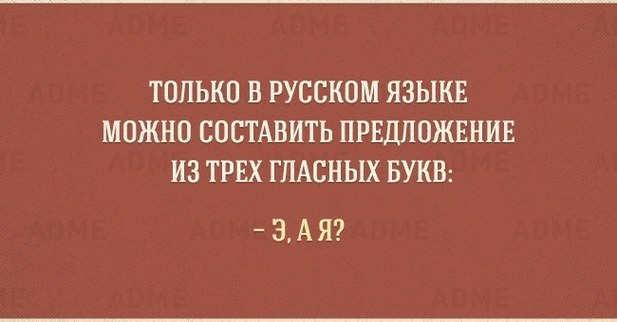 ТОЛЬКО В РУССКОМ ЯЗЫКЕ
МОЖНО СОСТАВИТЬ ПРЕДЛОЖЕНИЕ
ИЗ ТРЕХ ГЛАСНЫХ БУКВ:
– Э, А Я?